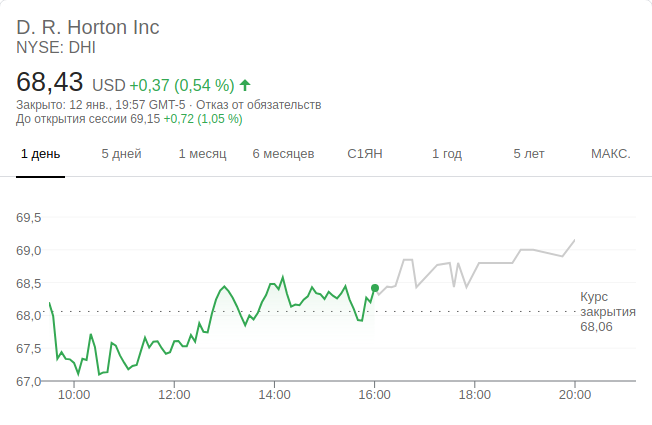 D. R. Horton Inc
NYSE: DHI
68,43 USD +0,37 (0,54 %)
Закрыто: 12 янв., 19:57 GMT-5 · Отказ от обязательств
До открытия сессии 69,15 +0,72 (1,05 %)
1 день 5 дней 1 месяц 6 месяцев С1ЯН 1 год 5 лет МАКС.
69,5
69,0
68,5
68,0
67,5
67,0
Курс
закрытия
68,06
10:00 12:00 14:00 16:00 18:00 20:00